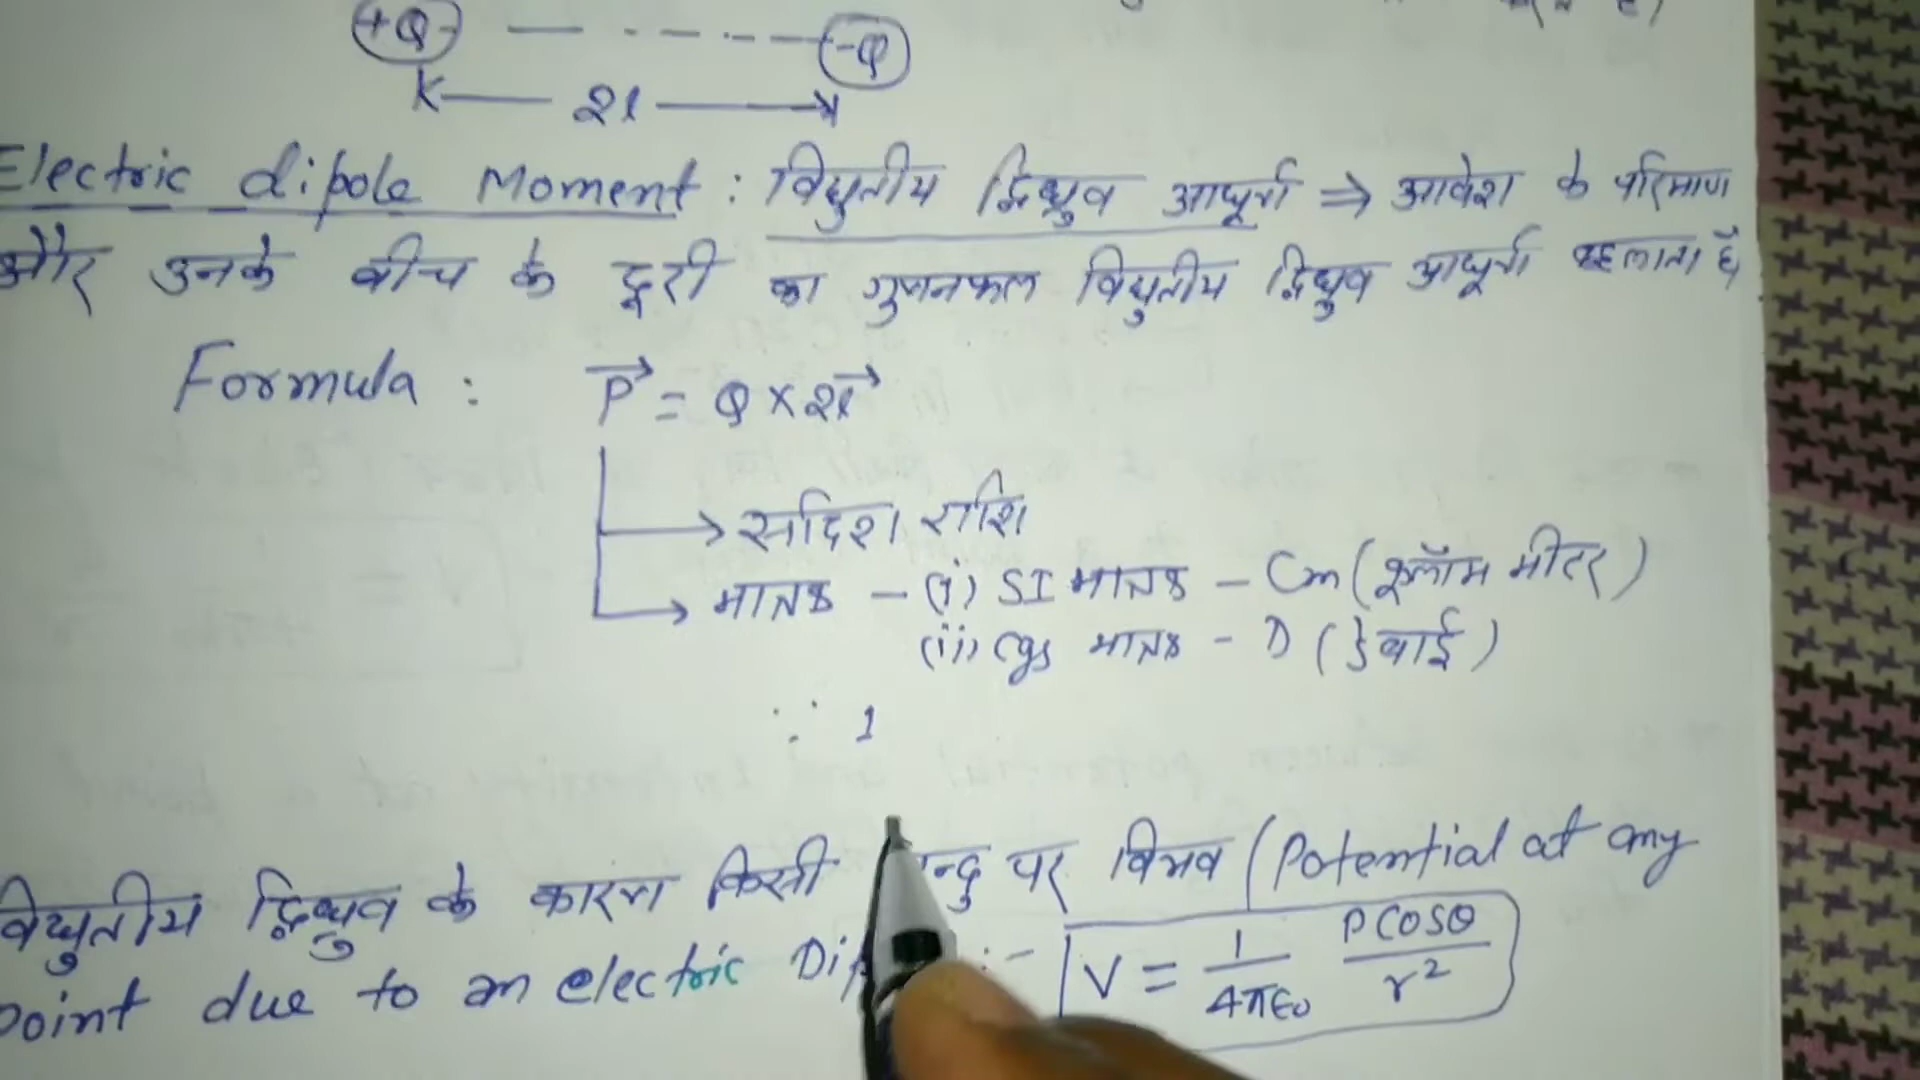 +Q -Q
2l
Electric dipole Moment : विद्युतीय द्विध्रुव आघूर्ण ⇒ आवेश के परिमाण
और उनके बीच के दूरी का गुणनफल विद्युतीय द्विध्रुव आघूर्ण कहलाता है
Formula : P⃗ = Q × 2l⃗
सदिश राशि
मात्रक – (i) SI मात्रक – Cm (कूलॉम मीटर)
(ii) Cgs मात्रक – D (डिबाई)
∵ 1
विद्युतीय द्विध्रुव के कारण किसी पर विभव (Potential at any
point due to an electric :- V = 1/4πϵ₀ PCOSθ/r²